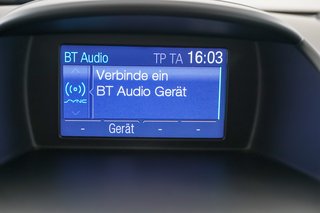 BT Audio TP TA 16:03
Verbinde ein
BT Audio Gerät
SYNC
- Gerät - -